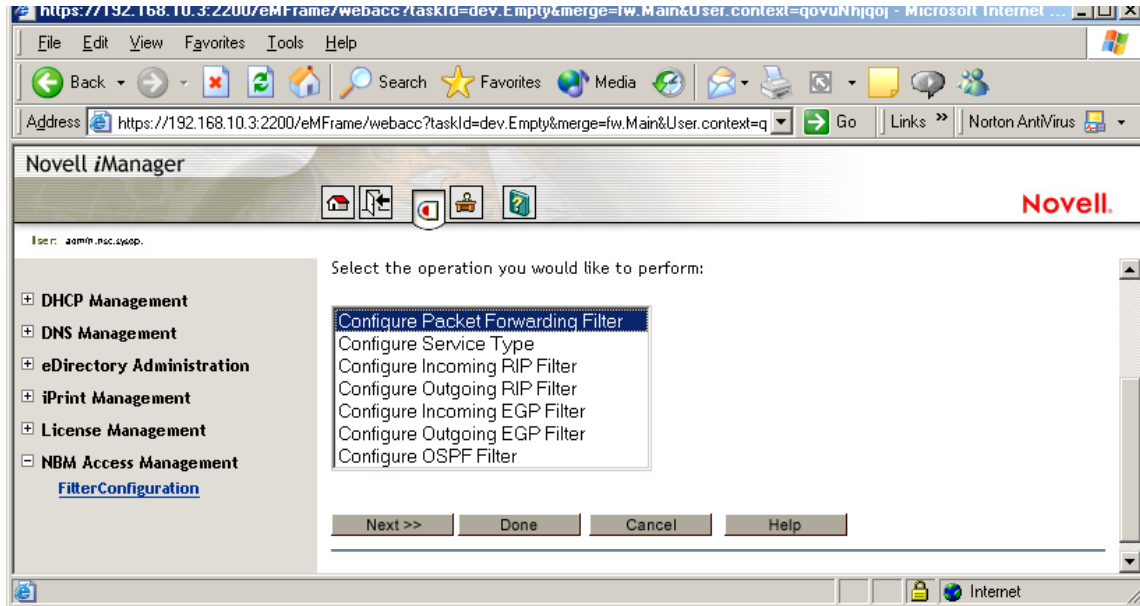 https://192.168.10.3:2200/eMFrame/webacc?taskId=dev.Empty&merge=fw.Main&User.context=qovuNhjqoj - Microsoft Internet ...
File Edit View Favorites Tools Help
Back Search Favorites Media
Address https://192.168.10.3:2200/eMFrame/webacc?taskId=dev.Empty&merge=fw.Main&User.context=q Go Links » Norton AntiVirus
Novell iManager
Novell.
User: admin.nsc.sysop.
Select the operation you would like to perform:
DHCP Management
DNS Management
eDirectory Administration
iPrint Management
License Management
NBM Access Management
FilterConfiguration
Configure Packet Forwarding Filter
Configure Service Type
Configure Incoming RIP Filter
Configure Outgoing RIP Filter
Configure Incoming EGP Filter
Configure Outgoing EGP Filter
Configure OSPF Filter
Next >> Done Cancel Help
Internet